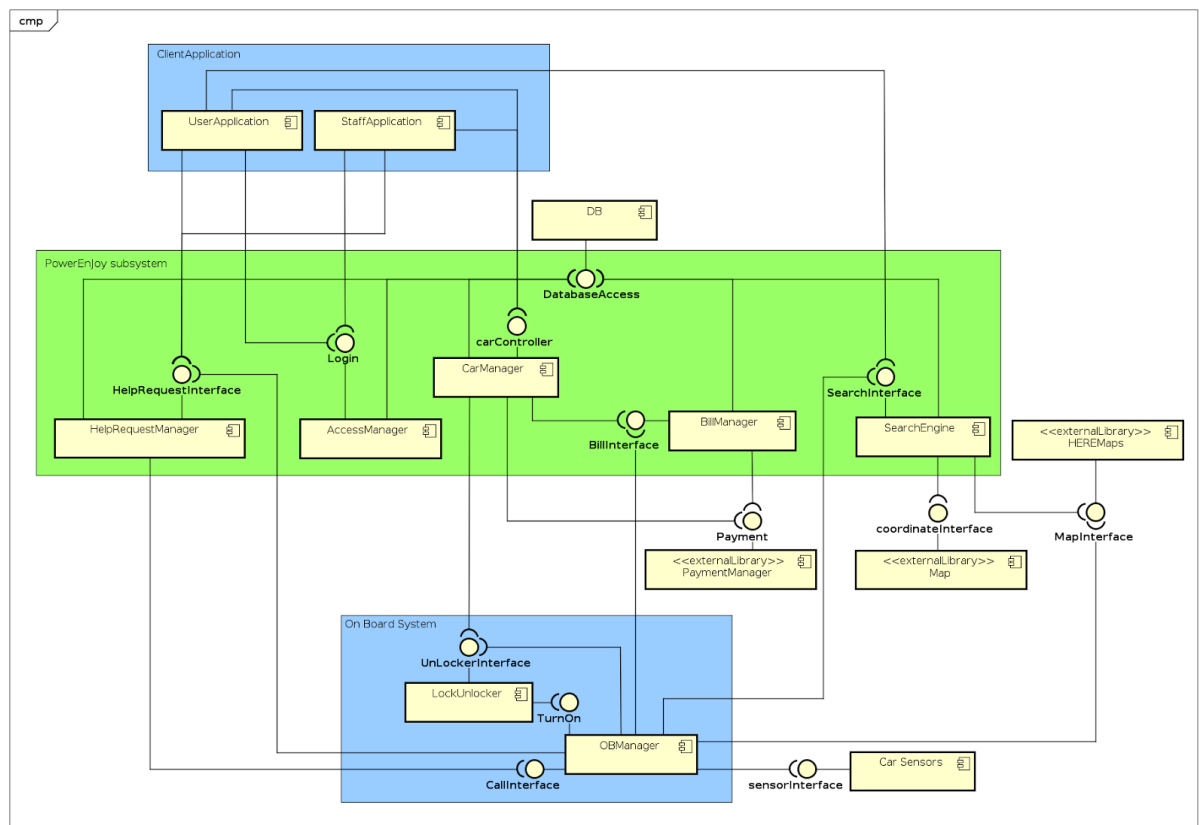 cmp
ClientApplication
UserApplication
StaffApplication
DB
PowerEnJoy subsystem
DatabaseAccess
carController
Login
CarManager
HelpRequestInterface
SearchInterface
HelpRequestManager
AccessManager
BillInterface
BillManager
SearchEngine
<<externalLibrary>>
HEREMaps
Payment
coordinateInterface
MapInterface
<<externalLibrary>>
PaymentManager
<<externalLibrary>>
Map
On Board System
UnLockerInterface
LockUnlocker
TurnOn
OBManager
Car Sensors
CallInterface
sensorInterface